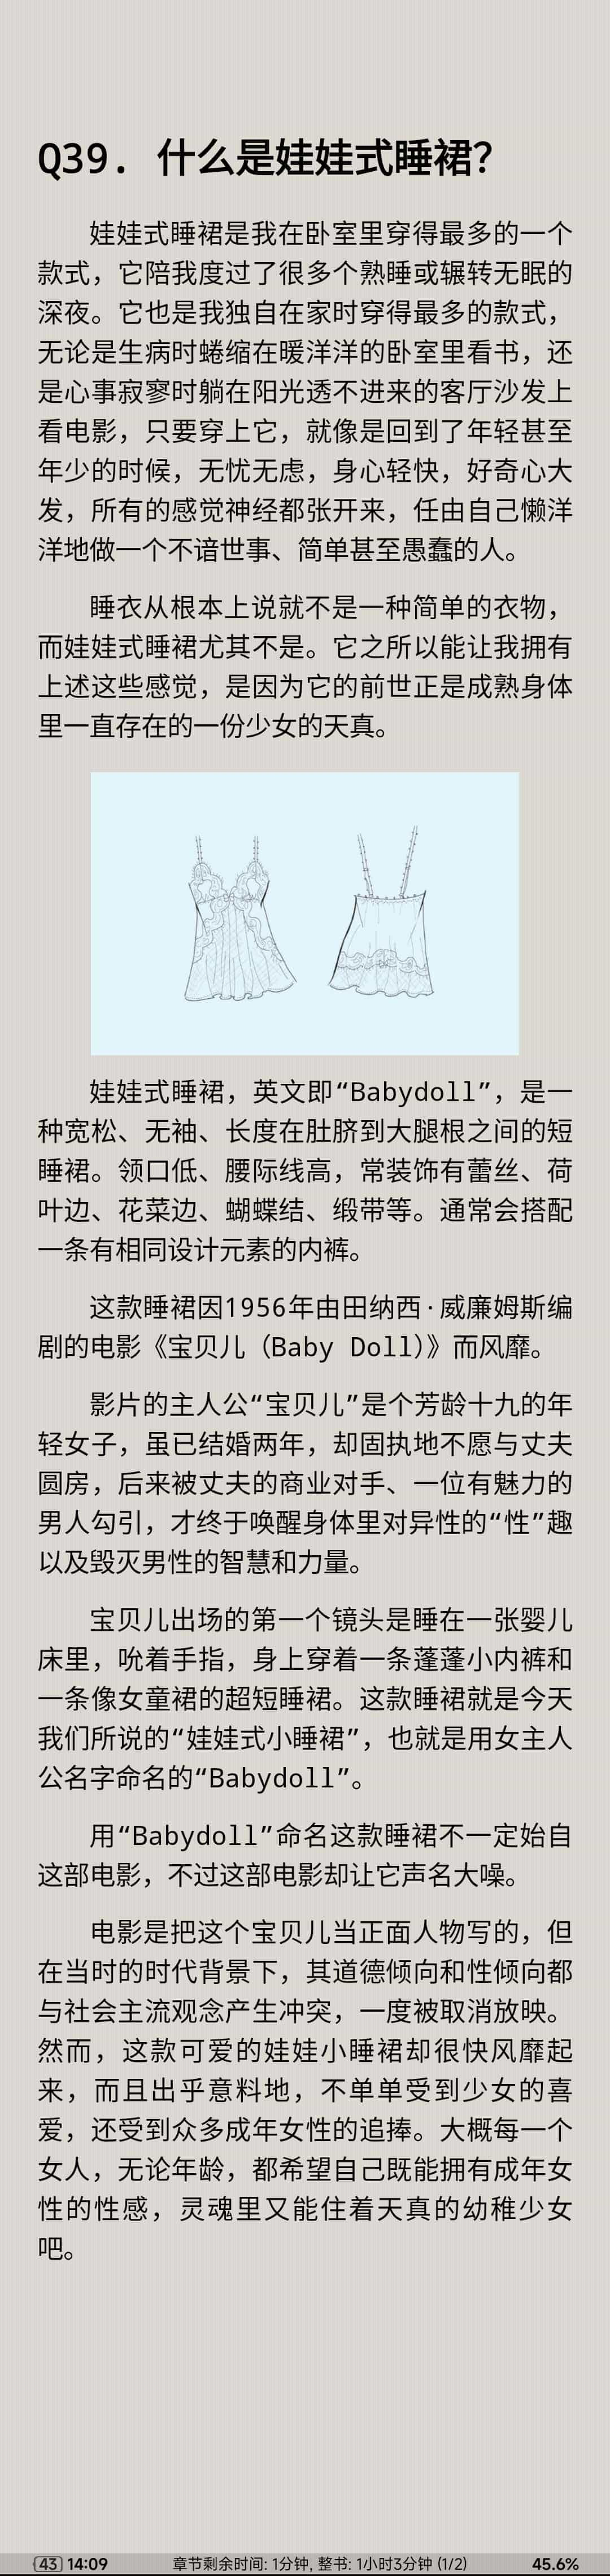 Q39. 什么是娃娃式睡裙?
娃娃式睡裙是我在卧室里穿得最多的一个
款式，它陪我度过了很多个熟睡或辗转无眠的
深夜。它也是我独自在家时穿得最多的款式，
无论是生病时蜷缩在暖洋洋的卧室里看书，还
是心事寂寥时躺在阳光透不进来的客厅沙发上
看电影，只要穿上它，就像是回到了年轻甚至
年少的时候，无忧无虑，身心轻快，好奇心大
发，所有的感觉神经都张开来，任由自己懒洋
洋地做一个不谙世事、简单甚至愚蠢的人。
睡衣从根本上说就不是一种简单的衣物，
而娃娃式睡裙尤其不是。它之所以能让我拥有
上述这些感觉，是因为它的前世正是成熟身体
里一直存在的一份少女的天真。
娃娃式睡裙，英文即“Babydoll”，是一
种宽松、无袖、长度在肚脐到大腿根之间的短
睡裙。领口低、腰际线高，常装饰有蕾丝、荷
叶边、花菜边、蝴蝶结、缎带等。通常会搭配
一条有相同设计元素的内裤。
这款睡裙因1956年由田纳西·威廉姆斯编
剧的电影《宝贝儿（Baby Doll）》而风靡。
影片的主人公“宝贝儿”是个芳龄十九的年
轻女子，虽已结婚两年，却固执地不愿与丈夫
圆房，后来被丈夫的商业对手、一位有魅力的
男人勾引，才终于唤醒身体里对异性的“性”趣
以及毁灭男性的智慧和力量。
宝贝儿出场的第一个镜头是睡在一张婴儿
床里，吮着手指，身上穿着一条蓬蓬小内裤和
一条像女童裙的超短睡裙。这款睡裙就是今天
我们所说的“娃娃式小睡裙”，也就是用女主人
公名字命名的“Babydoll”。
用“Babydoll”命名这款睡裙不一定始自
这部电影，不过这部电影却让它声名大噪。
电影是把这个宝贝儿当正面人物写的，但
在当时的时代背景下，其道德倾向和性倾向都
与社会主流观念产生冲突，一度被取消放映。
然而，这款可爱的娃娃小睡裙却很快风靡起
来，而且出乎意料地，不单单受到少女的喜
爱，还受到众多成年女性的追捧。大概每一个
女人，无论年龄，都希望自己既能拥有成年女
性的性感，灵魂里又能住着天真的幼稚少女
吧。
43 14:09 章节剩余时间: 1分钟, 整书: 1小时3分钟 (1/2) 45.6%